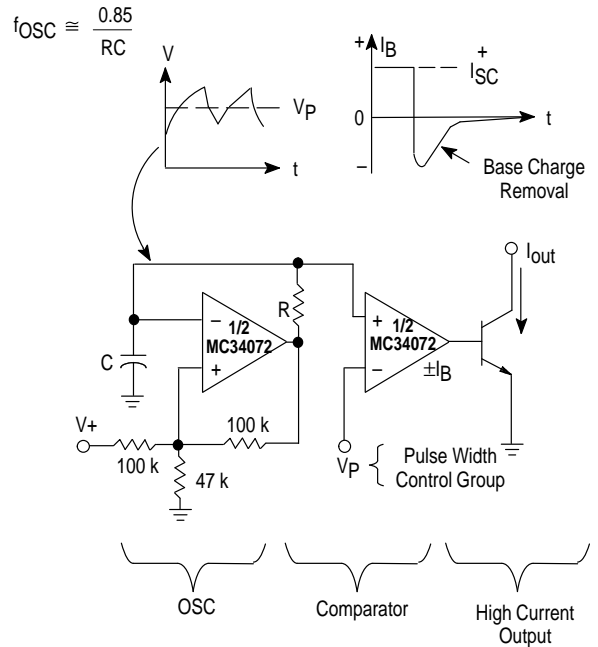 fOSC ≅ 0.85
RC
V
VP
t
+ IB
ISC+
0
t
−
Base Charge
Removal
Iout
R
−
1/2
MC34072
+
C
+
1/2
MC34072
−
±IB
V+
100 k
100 k
47 k
VP
{ Pulse Width
Control Group
OSC
Comparator
High Current
Output